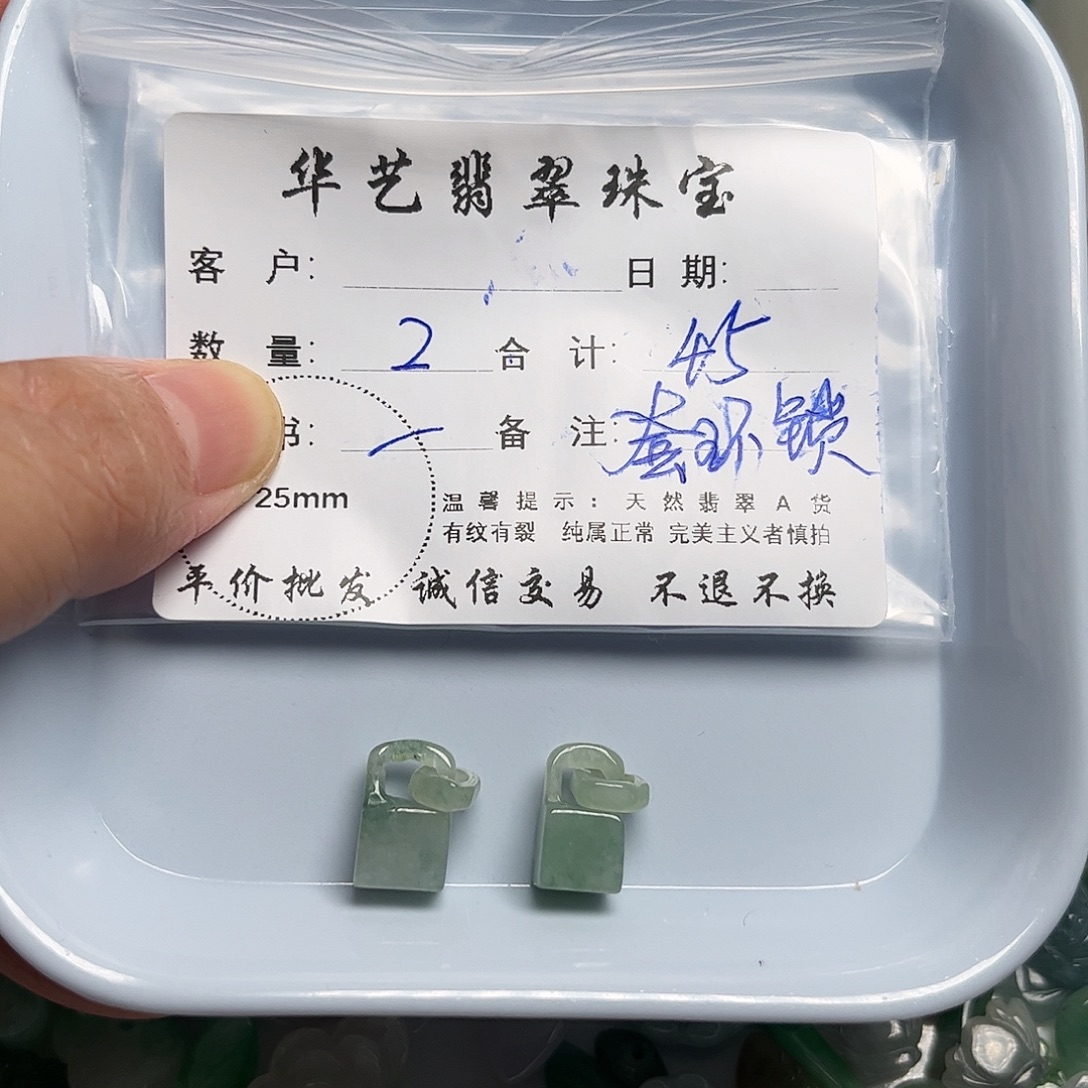 华艺翡翠珠宝
客 户: 日 期:
数 量: 2 合 计: 45
书: 一 备 注: 套环锁
25mm
温馨提示:天然翡翠A货
有纹有裂 纯属正常 完美主义者慎拍
平价批发 诚信交易 不退不换